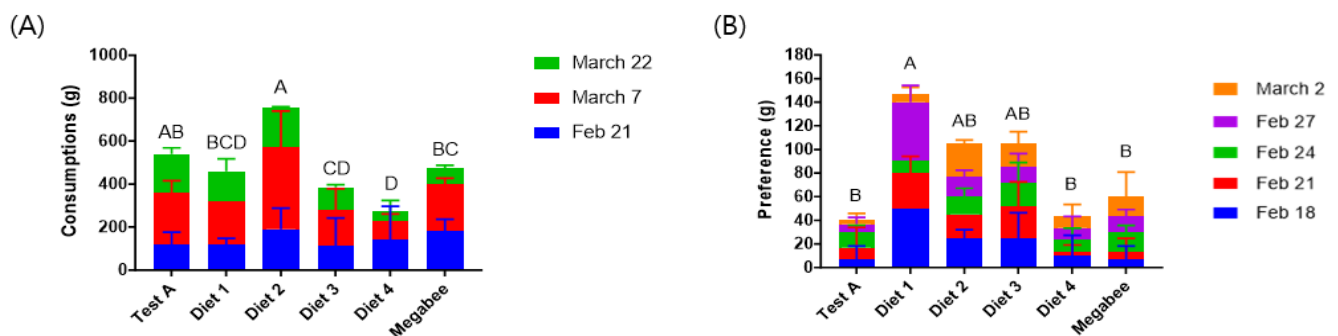 (A)
Consumptions (g)
1000
800
600
400
200
0
AB
BCD
A
CD
D
BC
Test A
Diet 1
Diet 2
Diet 3
Diet 4
Megabee
March 22
March 7
Feb 21
(B)
Preference (g)
180
160
140
120
100
80
60
40
20
0
B
A
AB
AB
B
B
Test A
Diet 1
Diet 2
Diet 3
Diet 4
Megabee
March 2
Feb 27
Feb 24
Feb 21
Feb 18